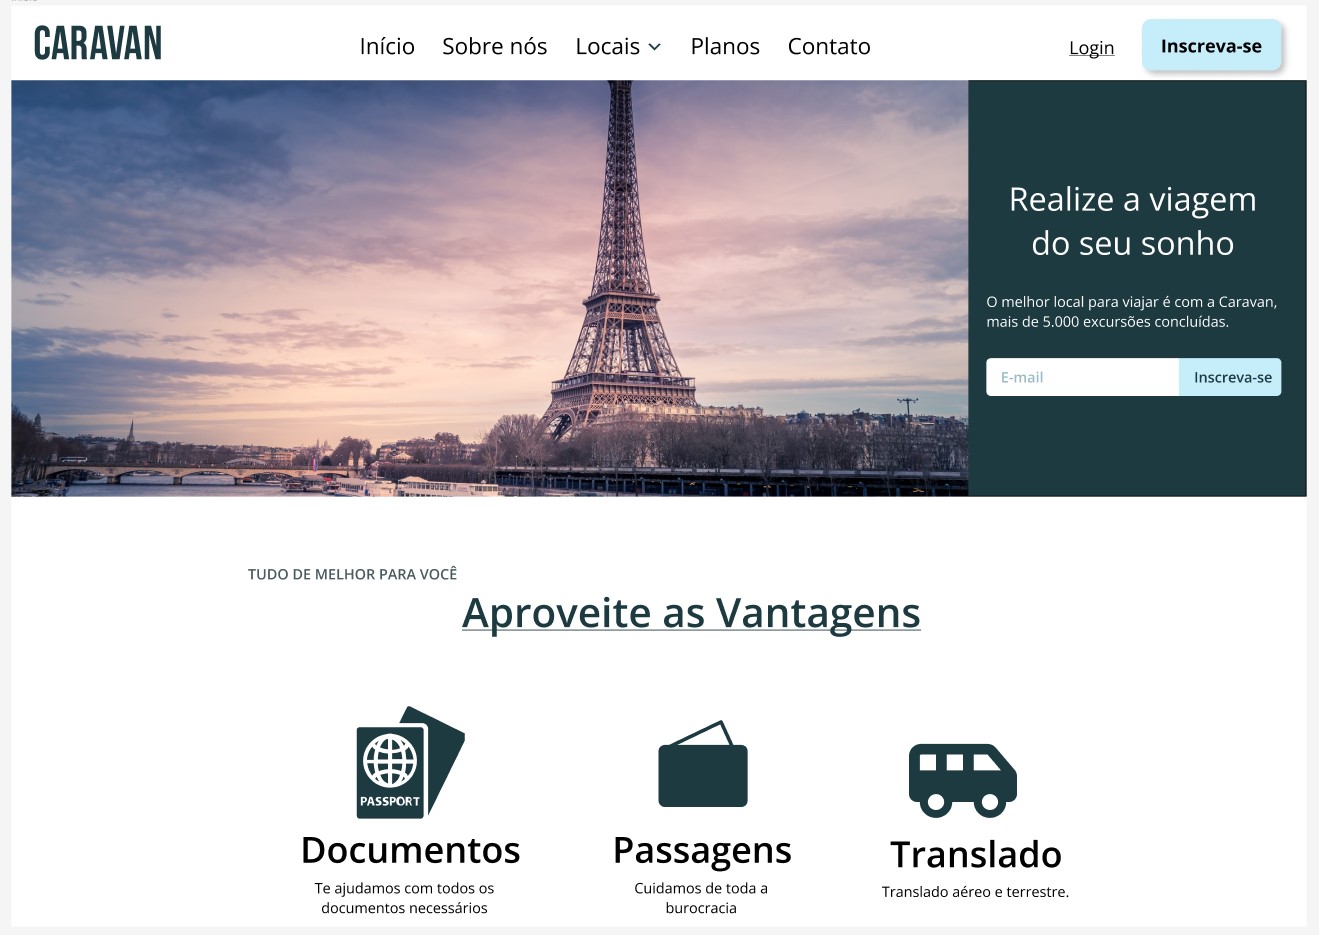 CARAVAN
Início Sobre nós Locais Planos Contato
Login
Inscreva-se
Realize a viagem
do seu sonho
O melhor local para viajar é com a Caravan,
mais de 5.000 excursões concluídas.
E-mail
Inscreva-se
TUDO DE MELHOR PARA VOCÊ
Aproveite as Vantagens
PASSPORT
Documentos
Te ajudamos com todos os
documentos necessários
Passagens
Cuidamos de toda a
burocracia
Translado
Translado aéreo e terrestre.